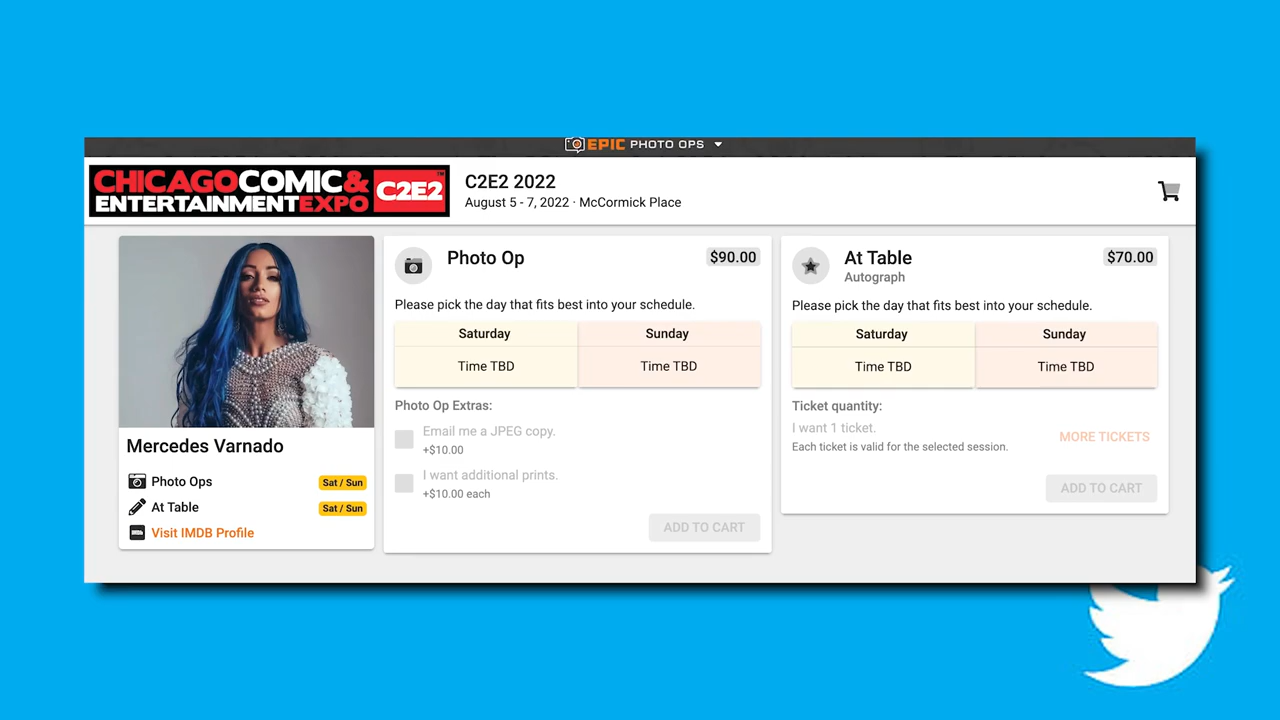 EPIC PHOTO OPS
CHICAGOCOMIC&
ENTERTAINMENTEXPO
C2E2
TM
C2E2 2022
August 5 - 7, 2022 · McCormick Place
Mercedes Varnado
Photo Ops Sat / Sun
At Table Sat / Sun
Visit IMDB Profile
Photo Op $90.00
Please pick the day that fits best into your schedule.
Saturday Sunday
Time TBD Time TBD
Photo Op Extras:
Email me a JPEG copy.
+$10.00
I want additional prints.
+$10.00 each
ADD TO CART
At Table $70.00
Autograph
Please pick the day that fits best into your schedule.
Saturday Sunday
Time TBD Time TBD
Ticket quantity:
I want 1 ticket.
Each ticket is valid for the selected session.
MORE TICKETS
ADD TO CART